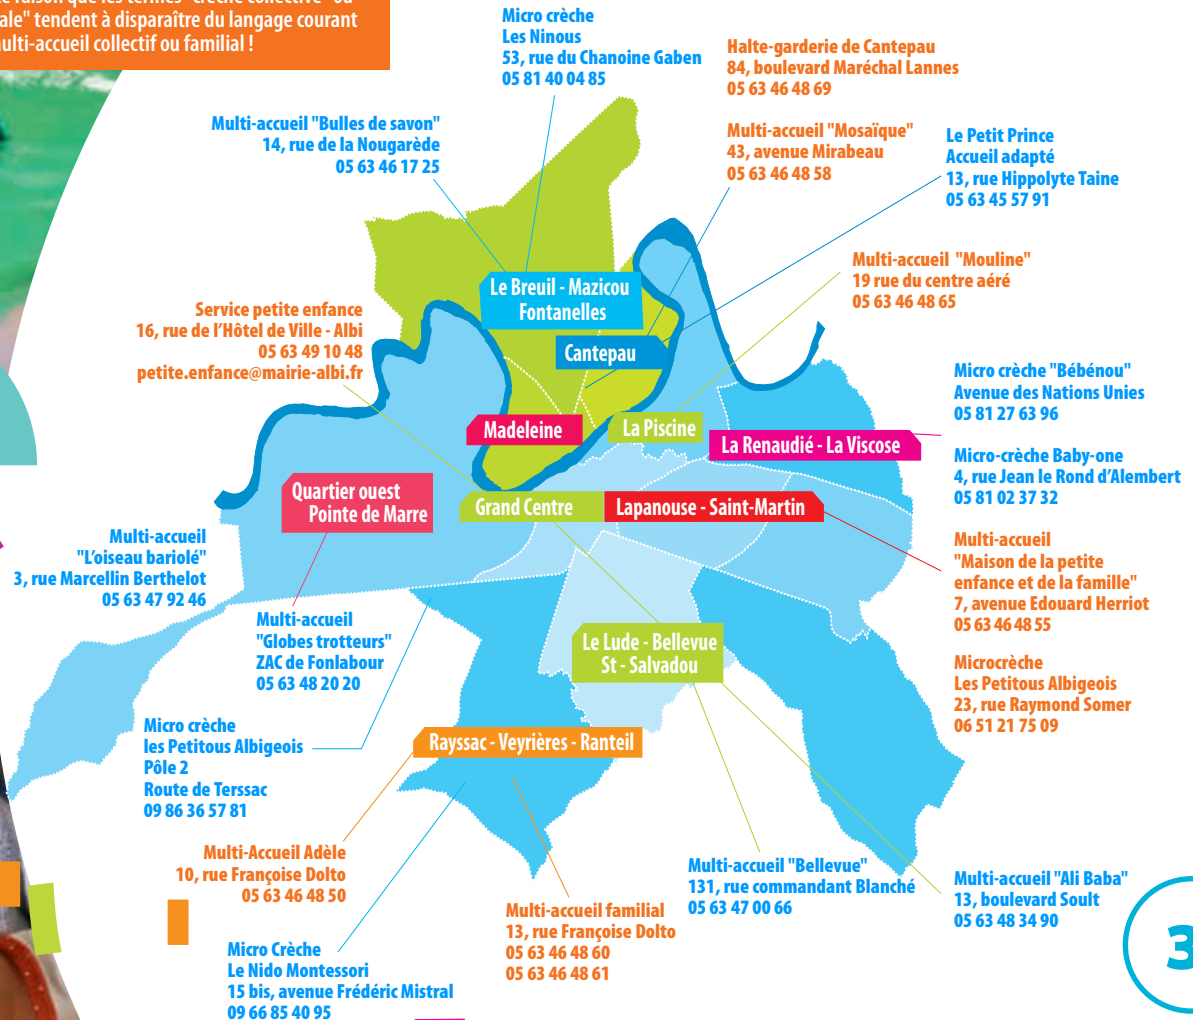 raison que les termes "crèche collective" ou
ale" tendent à disparaître du langage courant
multi-accueil collectif ou familial !
Micro crèche
Les Ninous
53, rue du Chanoine Gaben
05 81 40 04 85
Halte-garderie de Cantepau
84, boulevard Maréchal Lannes
05 63 46 48 69
Multi-accueil "Bulles de savon"
14, rue de la Nougarède
05 63 46 17 25
Multi-accueil "Mosaïque"
43, avenue Mirabeau
05 63 46 48 58
Le Petit Prince
Accueil adapté
13, rue Hippolyte Taine
05 63 45 57 91
Multi-accueil "Mouline"
19 rue du centre aéré
05 63 46 48 65
Service petite enfance
16, rue de l'Hôtel de Ville - Albi
05 63 49 10 48
petite.enfance@mairie-albi.fr
Le Breuil - Mazicou
Fontanelles
Cantepau
Madeleine
La Piscine
La Renaudié - La Viscose
Micro crèche "Bébénou"
Avenue des Nations Unies
05 81 27 63 96
Micro-crèche Baby-one
4, rue Jean le Rond d'Alembert
05 81 02 37 32
Quartier ouest
Pointe de Marre
Grand Centre
Lapanouse - Saint-Martin
Multi-accueil
"L'oiseau bariolé"
3, rue Marcellin Berthelot
05 63 47 92 46
Multi-accueil
"Maison de la petite
enfance et de la famille"
7, avenue Edouard Herriot
05 63 46 48 55
Multi-accueil
"Globes trotteurs"
ZAC de Fonlabour
05 63 48 20 20
Le Lude - Bellevue
St - Salvadou
Microcrèche
Les Petitous Albigeois
23, rue Raymond Somer
06 51 21 75 09
Micro crèche
les Petitous Albigeois
Pôle 2
Route de Terssac
09 86 36 57 81
Rayssac - Veyrières - Ranteil
Multi-Accueil Adèle
10, rue Françoise Dolto
05 63 46 48 50
Multi-accueil "Bellevue"
131, rue commandant Blanché
05 63 47 00 66
Multi-accueil "Ali Baba"
13, boulevard Soult
05 63 48 34 90
Multi-accueil familial
13, rue Françoise Dolto
05 63 46 48 60
05 63 46 48 61
Micro Crèche
Le Nido Montessori
15 bis, avenue Frédéric Mistral
09 66 85 40 95
3